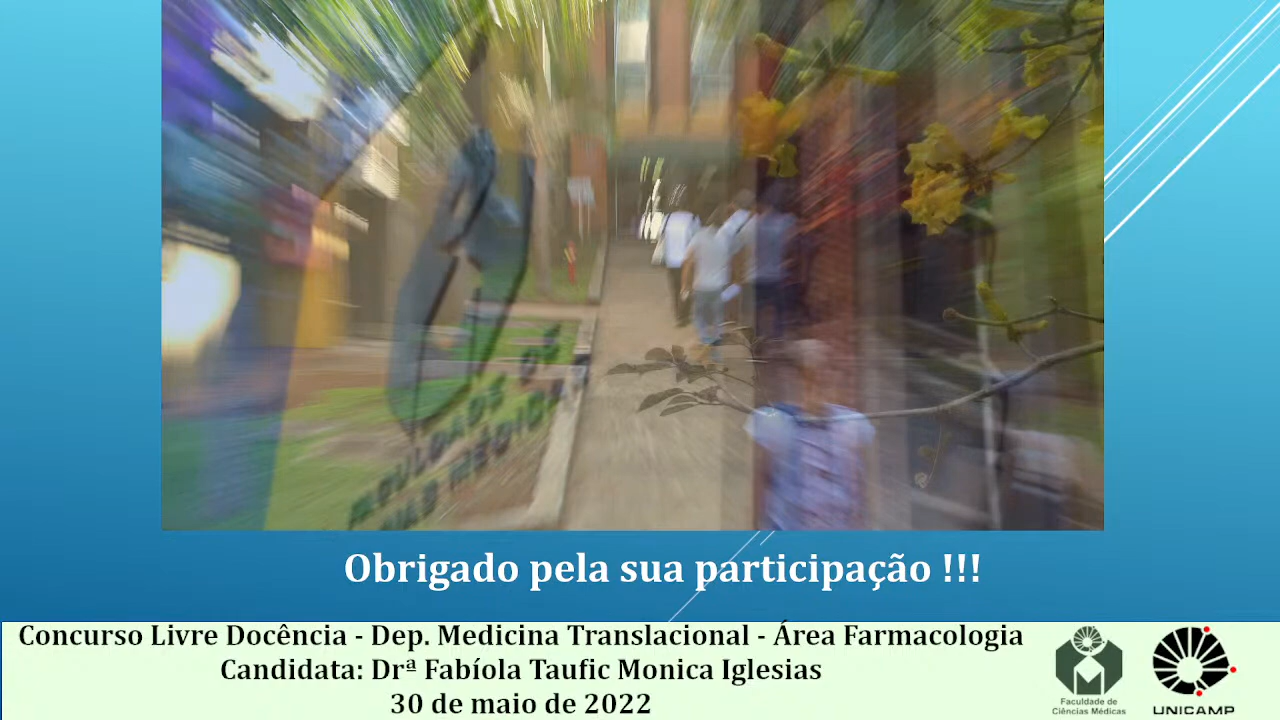 Obrigado pela sua participação !!!
Concurso Livre Docência - Dep. Medicina Translacional - Área Farmacologia
Candidata: Drª Fabíola Taufic Monica Iglesias
30 de maio de 2022
Faculdade de
Ciências Médicas
UNICAMP